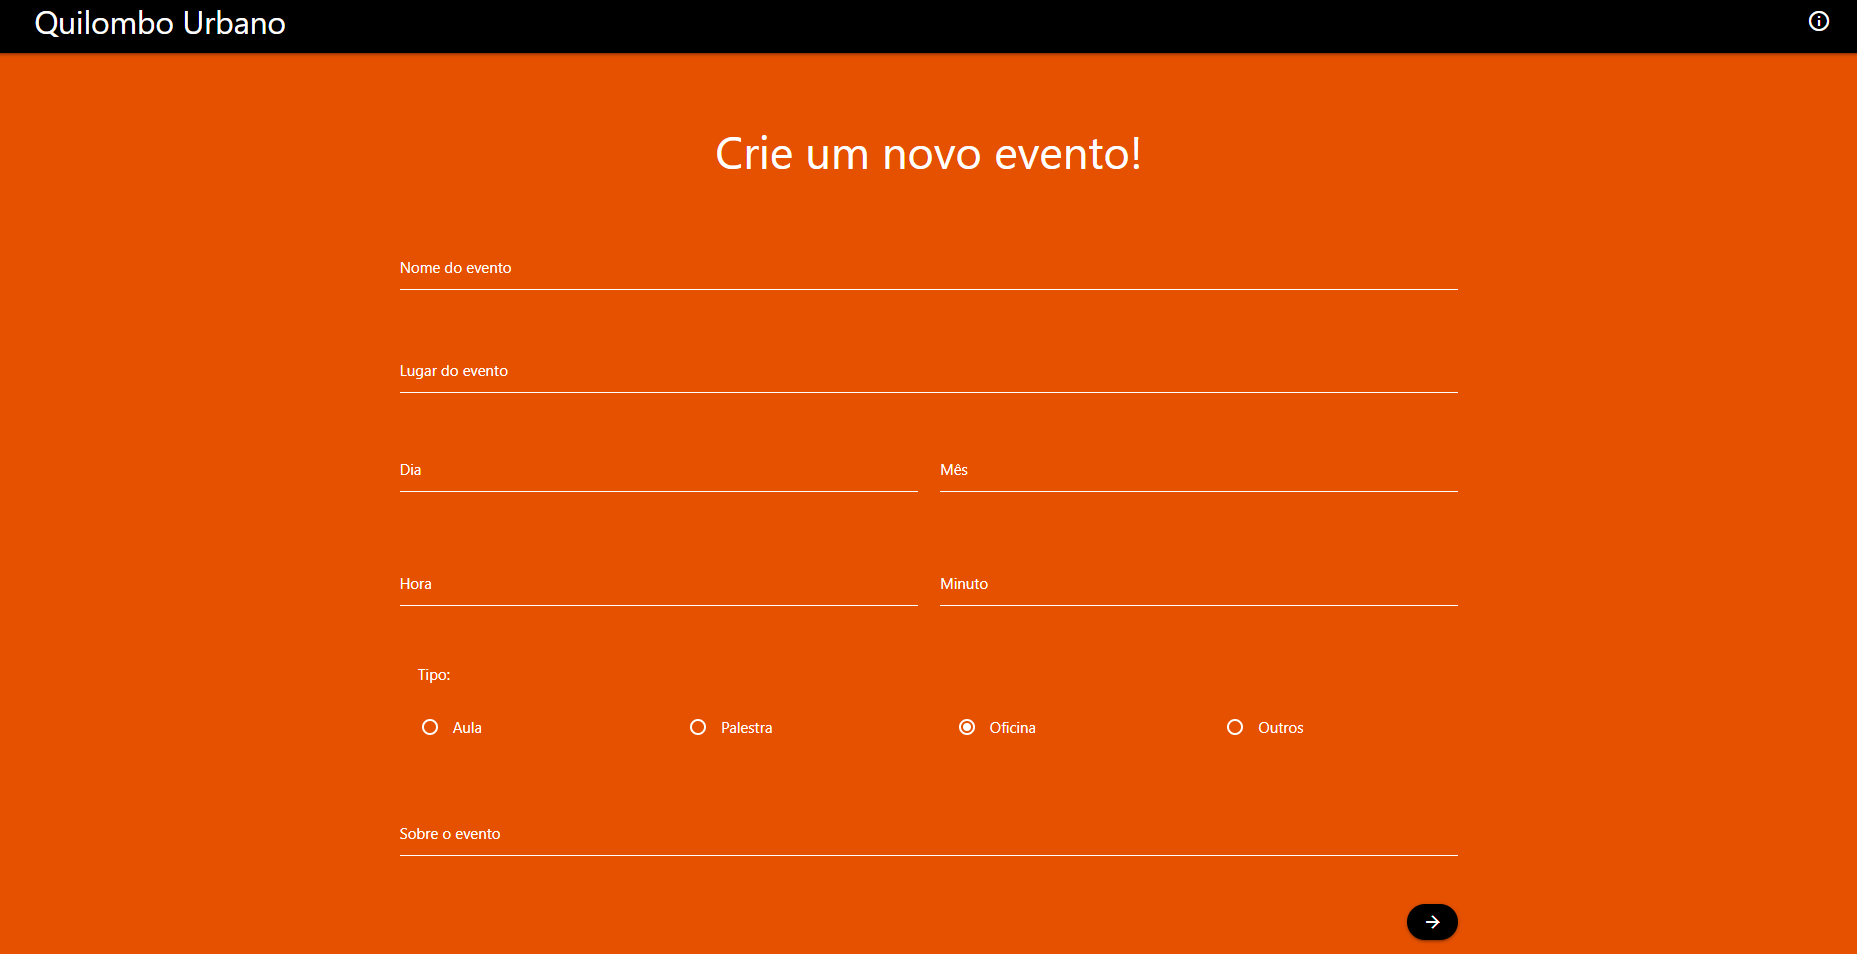 Quilombo Urbano
Crie um novo evento!
Nome do evento
Lugar do evento
Dia Mês
Hora Minuto
Tipo:
Aula Palestra Oficina Outros
Sobre o evento